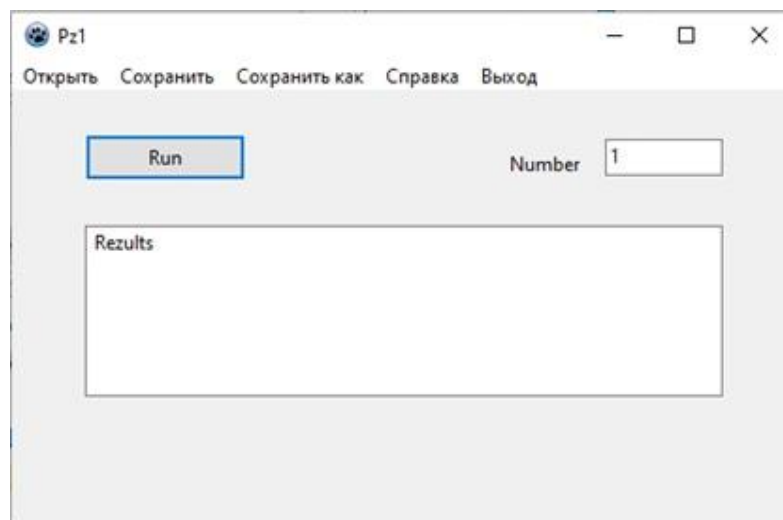 Pz1
Открыть Сохранить Сохранить как Справка Выход
Run Number 1
Rezults